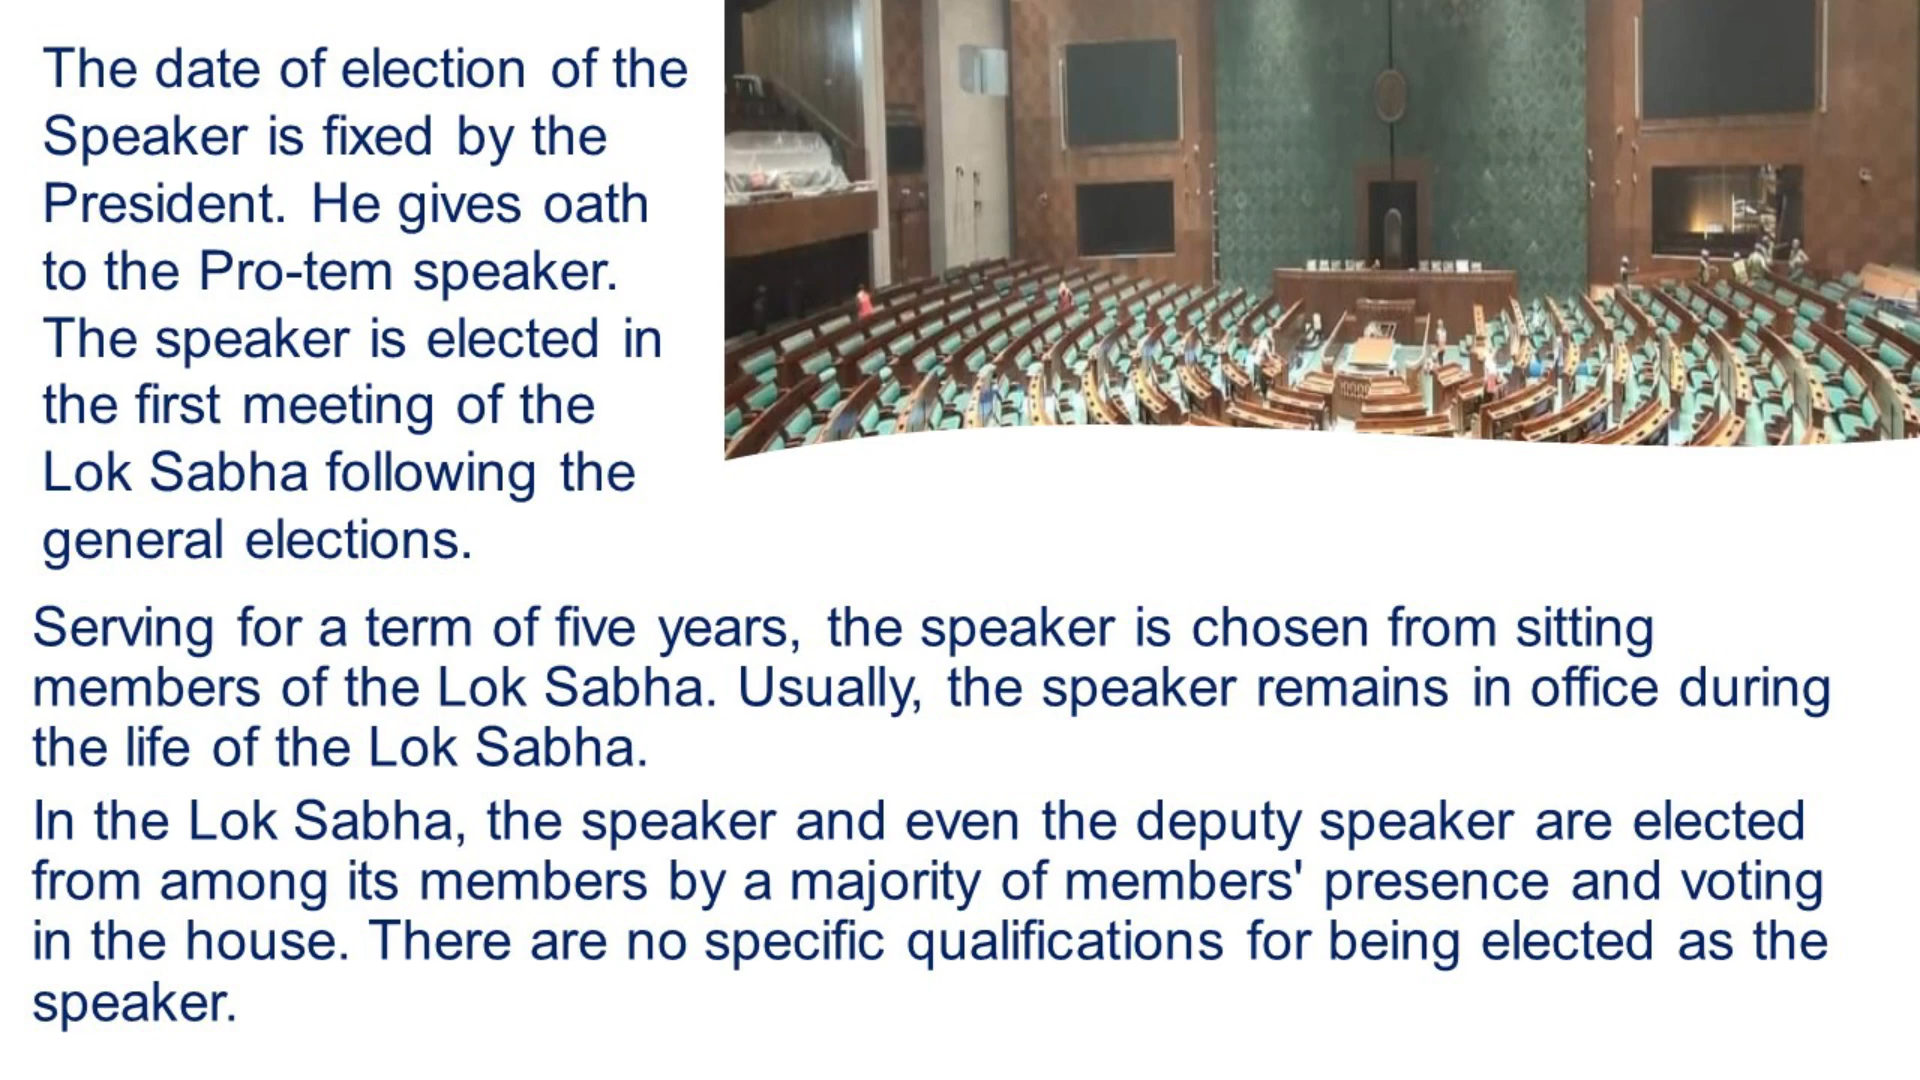 The date of election of the
Speaker is fixed by the
President. He gives oath
to the Pro-tem speaker.
The speaker is elected in
the first meeting of the
Lok Sabha following the
general elections.
Serving for a term of five years, the speaker is chosen from sitting
members of the Lok Sabha. Usually, the speaker remains in office during
the life of the Lok Sabha.
In the Lok Sabha, the speaker and even the deputy speaker are elected
from among its members by a majority of members' presence and voting
in the house. There are no specific qualifications for being elected as the
speaker.